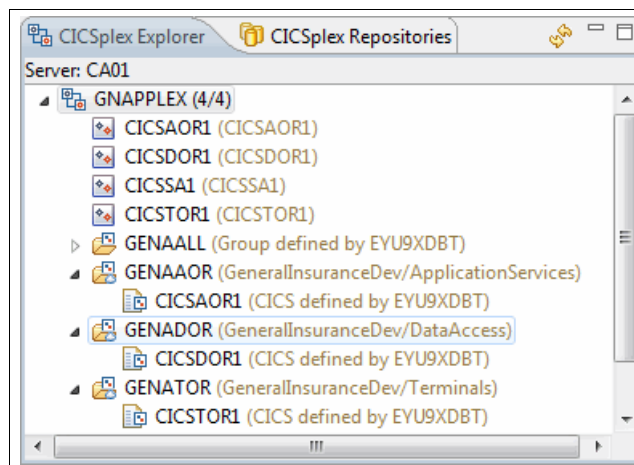 CICSplex Explorer CICSplex Repositories
Server: CA01
GNAPPLEX (4/4)
CICSAOR1 (CICSAOR1)
CICSDOR1 (CICSDOR1)
CICSSA1 (CICSSA1)
CICSTOR1 (CICSTOR1)
GENAALL (Group defined by EYU9XDBT)
GENAAOR (GeneralInsuranceDev/ApplicationServices)
CICSAOR1 (CICS defined by EYU9XDBT)
GENADOR (GeneralInsuranceDev/DataAccess)
CICSDOR1 (CICS defined by EYU9XDBT)
GENATOR (GeneralInsuranceDev/Terminals)
CICSTOR1 (CICS defined by EYU9XDBT)